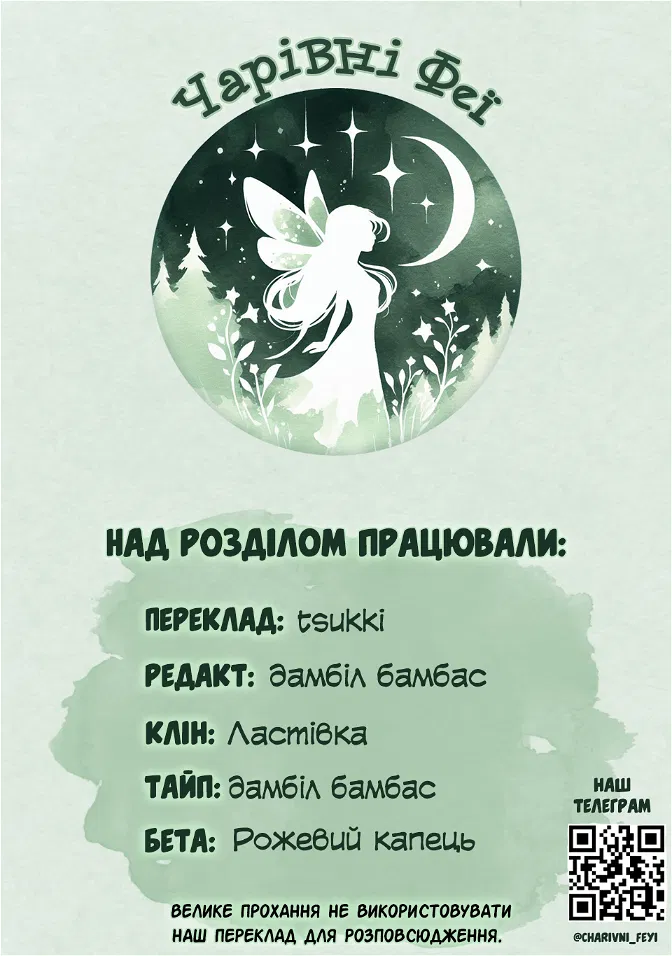 Чарівні Феї
НАД РОЗДІЛОМ ПРАЦЮВАЛИ:
ПЕРЕКЛАД: tsukki
РЕДАКТ: дамбіл бамбас
КЛІН: Ластівка
ТАЙП: дамбіл бамбас
БЕТА: Рожевий капець
НАШ
ТЕЛЕГРАМ
@CHARIVNI_FEYI
ВЕЛИКЕ ПРОХАННЯ НЕ ВИКОРИСТОВУВАТИ
НАШ ПЕРЕКЛАД ДЛЯ РОЗПОВСЮДЖЕННЯ.